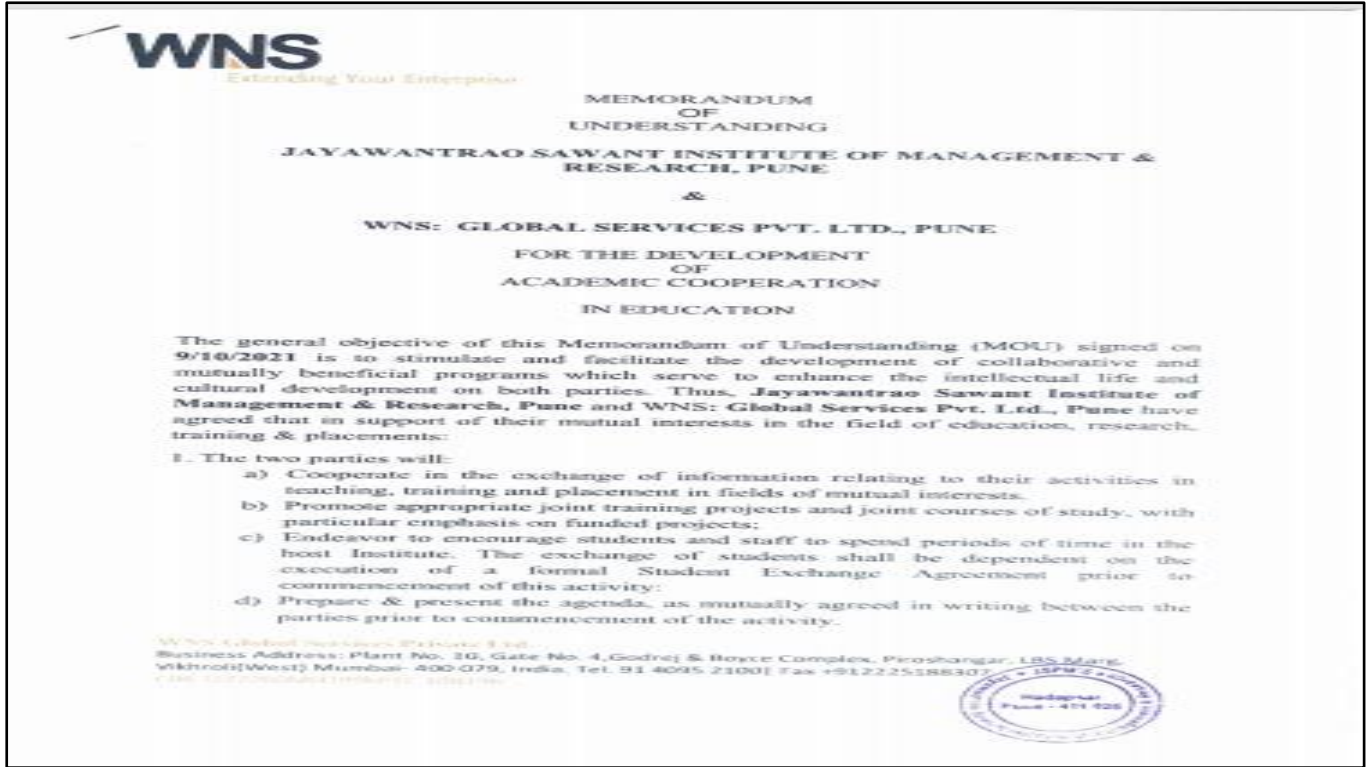 WNS
Extending Your Enterprise
MEMORANDUM
OF
UNDERSTANDING
JAYAWANTRAO SAWANT INSTITUTE OF MANAGEMENT &
RESEARCH, PUNE
&
WNS: GLOBAL SERVICES PVT. LTD., PUNE
FOR THE DEVELOPMENT
OF
ACADEMIC COOPERATION
IN EDUCATION
The general objective of this Memorandum of Understanding (MOU) signed on
9/10/2021 is to stimulate and facilitate the development of collaborative and
mutually beneficial programs which serve to enhance the intellectual life and
cultural development on both parties. Thus, Jayawantrao Sawant Institute of
Management & Research, Pune and WNS: Global Services Pvt. Ltd., Pune have
agreed that in support of their mutual interests in the field of education, research,
training & placements:
1. The two parties will:
a) Cooperate in the exchange of information relating to their activities in
teaching, training and placement in fields of mutual interests.
b) Promote appropriate joint training projects and joint courses of study, with
particular emphasis on funded projects;
c) Endeavor to encourage students and staff to spend periods of time in the
host Institute. The exchange of students shall be dependent on the
execution of a formal Student Exchange Agreement prior to
commencement of this activity;
d) Prepare & present the agenda, as mutually agreed in writing between the
parties prior to commencement of the activity.
WNS Global Services Private Ltd.
Business Address: Plant No. 10, Gate No. 4,Godrej & Boyce Complex, Piroshangar, LBS Marg,
Vikhroli(West) Mumbai- 400 079, India. Tel. 91 4095 2100| Fax +912225188307
JSPM'S
Hadapsar
Pune - 411 028